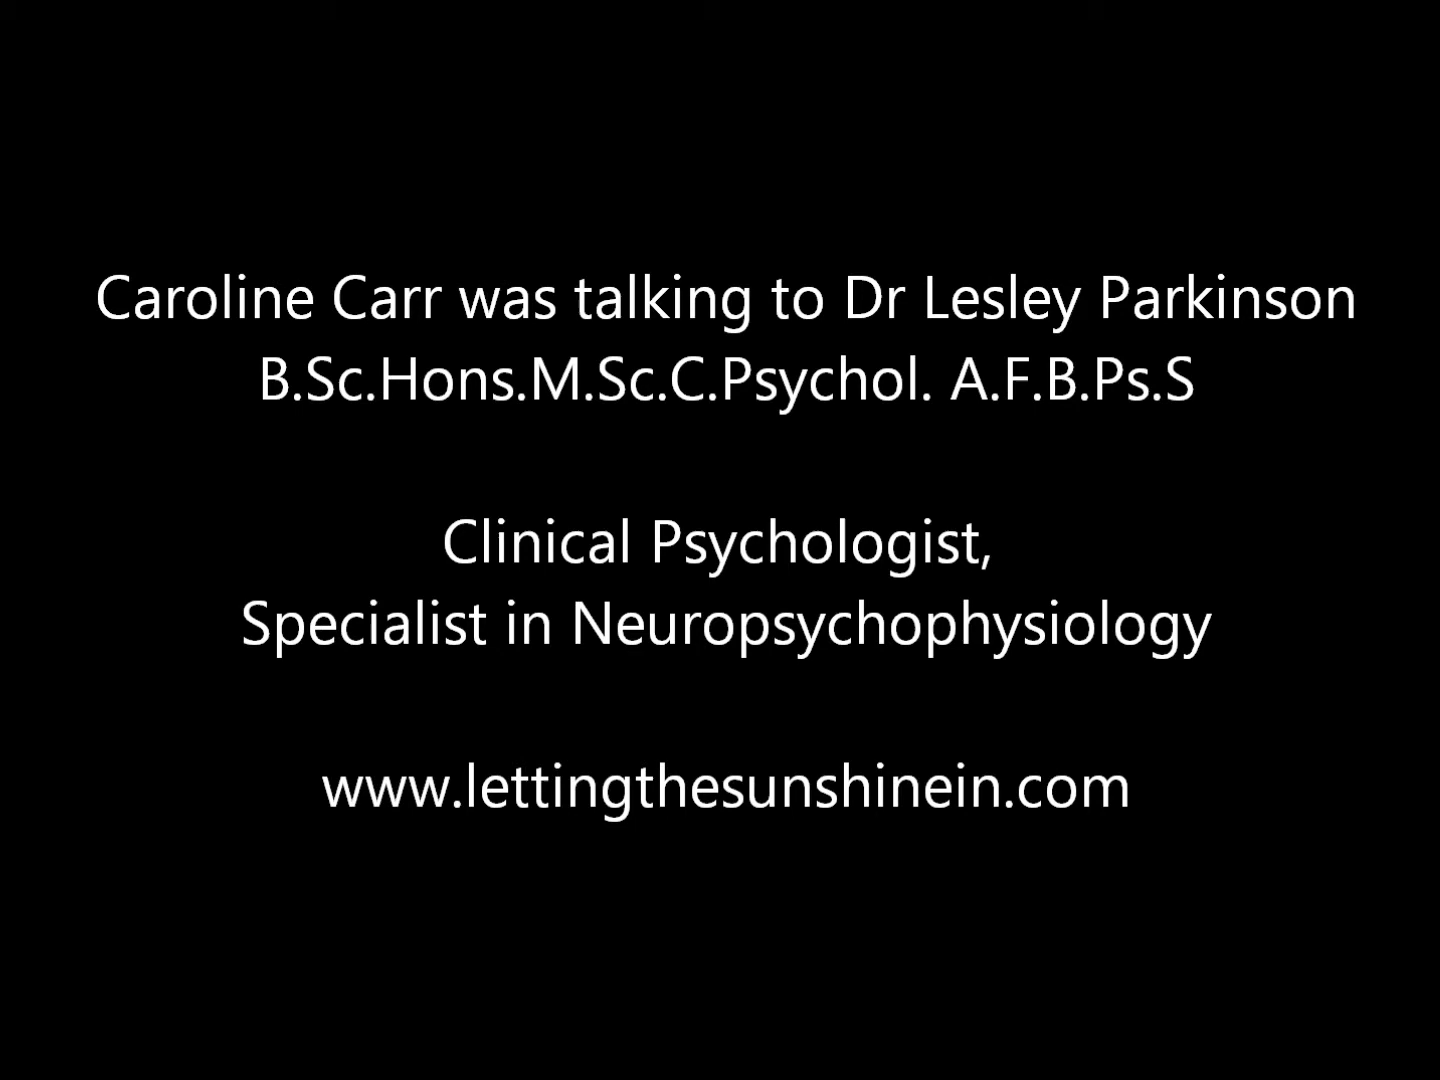 Caroline Carr was talking to Dr Lesley Parkinson
B.Sc.Hons.M.Sc.C.Psychol. A.F.B.Ps.S
Clinical Psychologist,
Specialist in Neuropsychophysiology
www.lettingthesunshinein.com